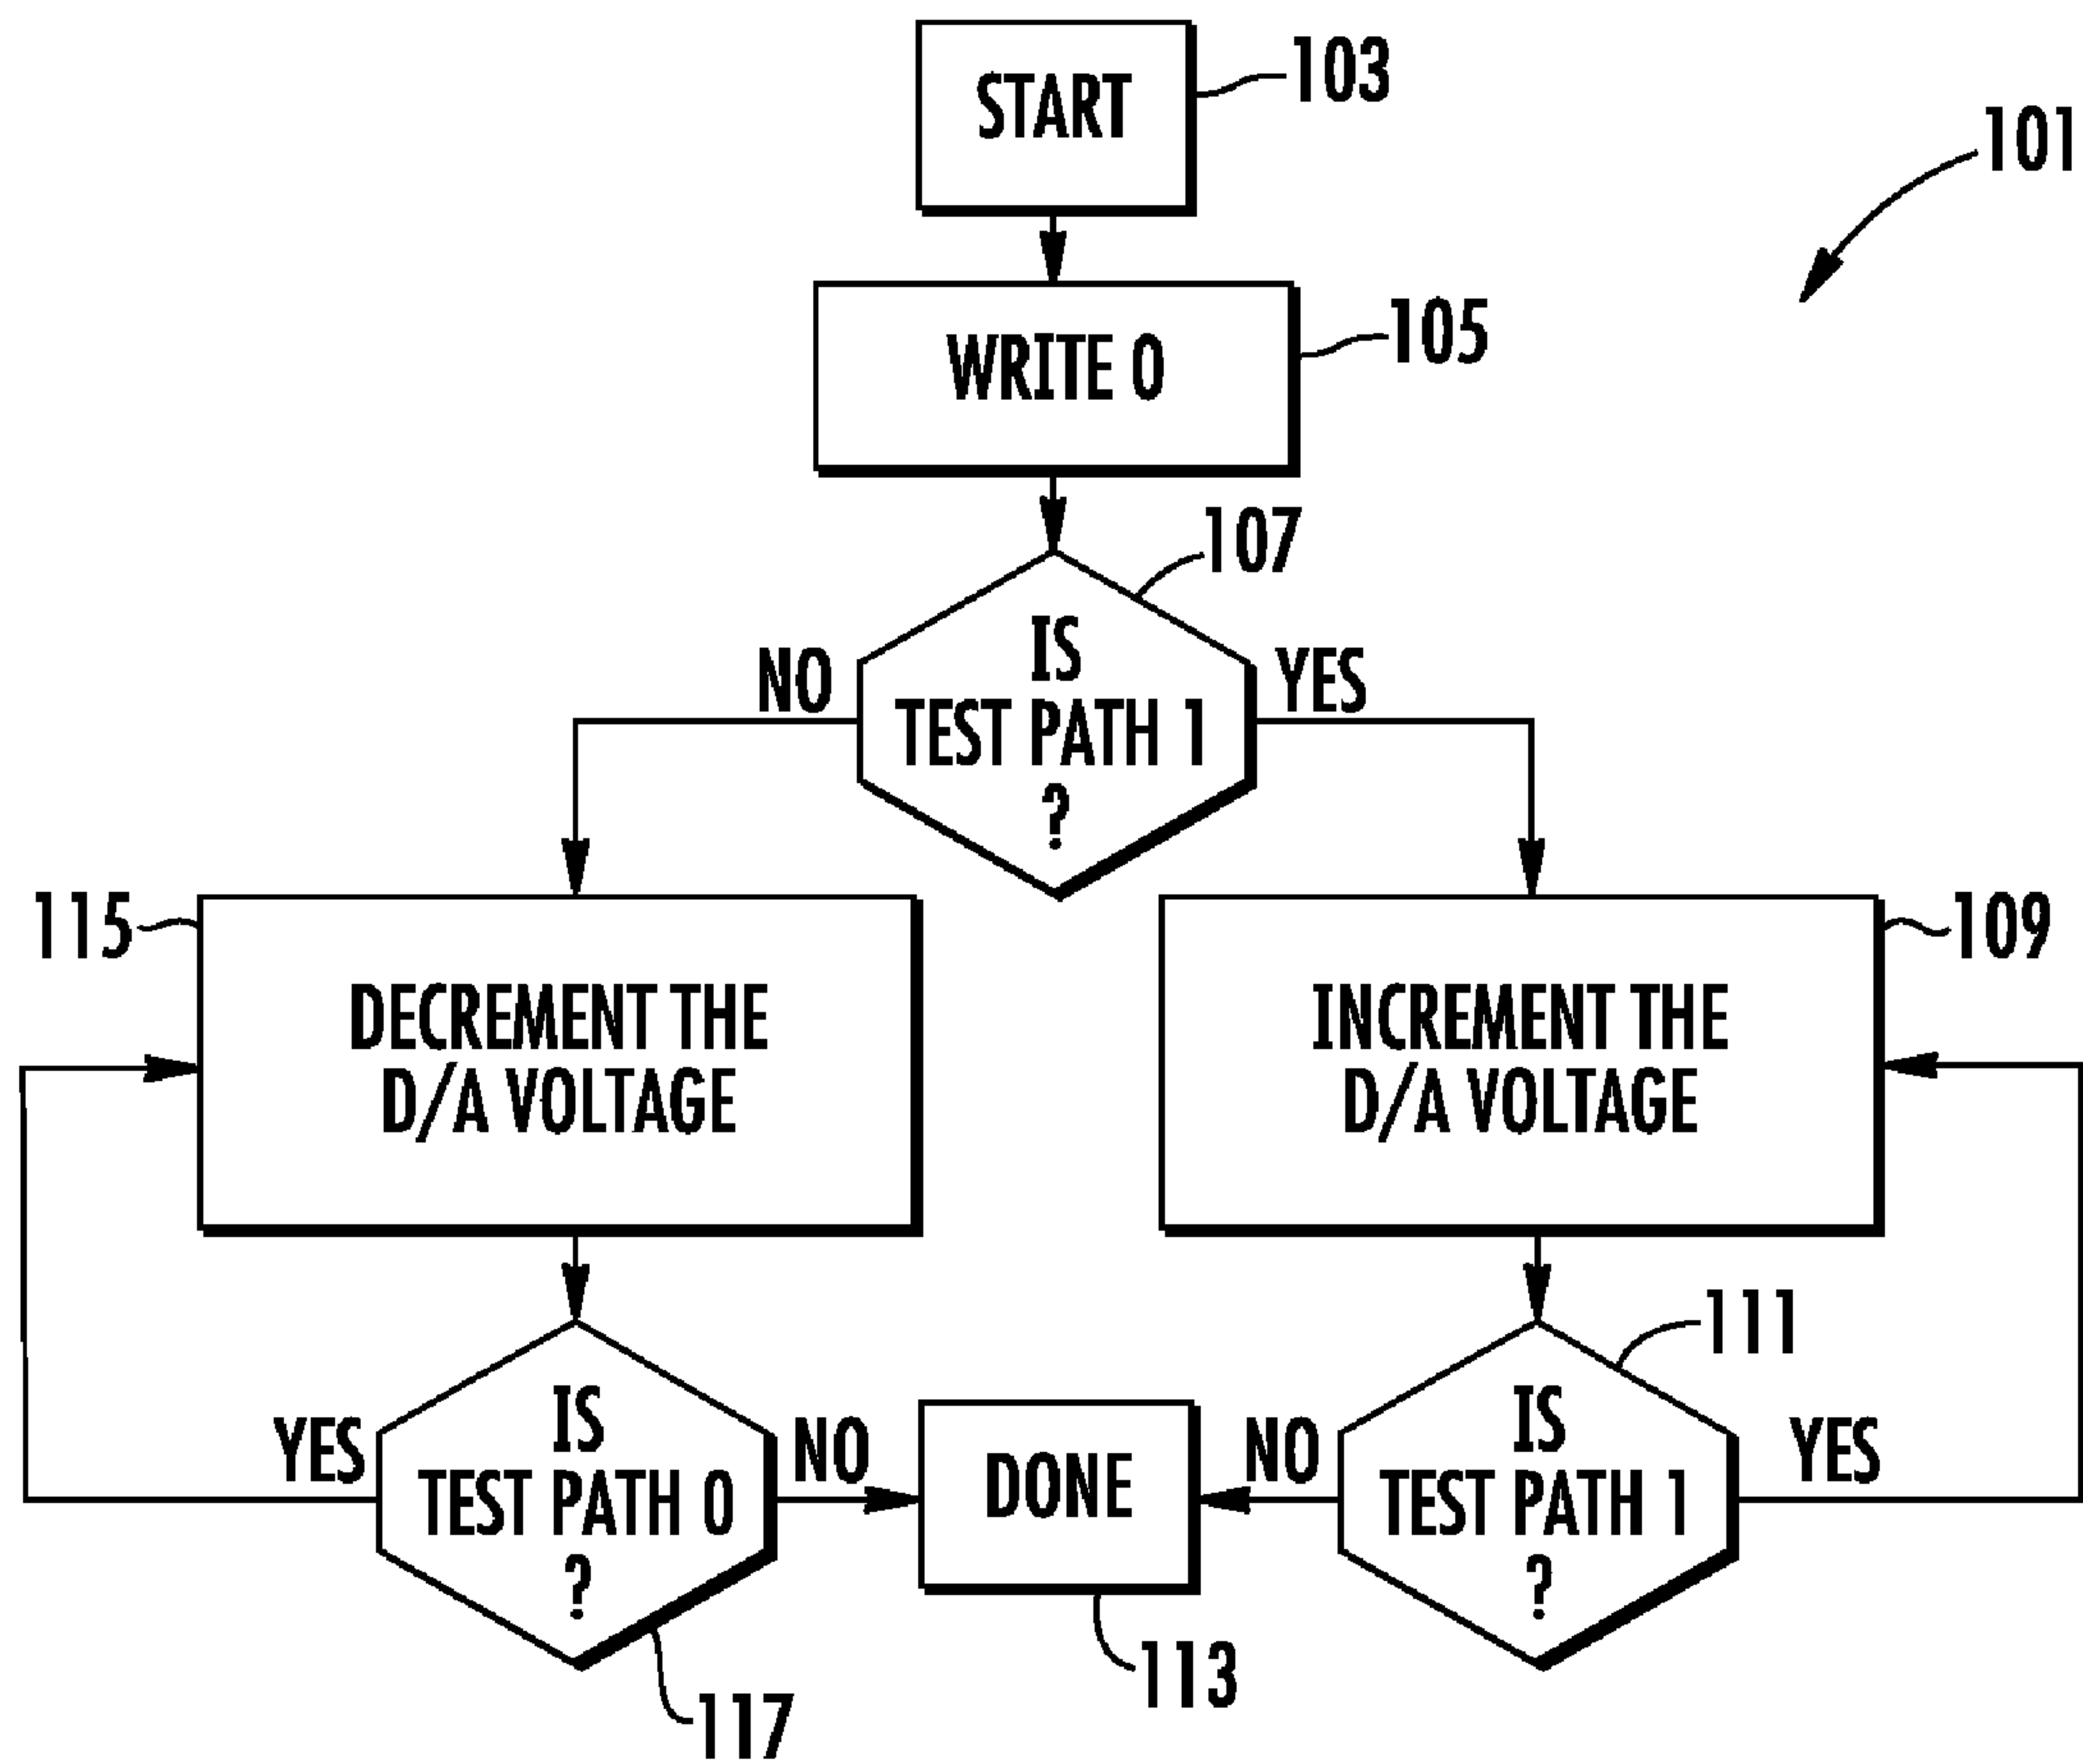 START
103
101
WRITE 0
105
107
IS
TEST PATH 1
?
NO
YES
115
109
DECREMENT THE
D/A VOLTAGE
INCREMENT THE
D/A VOLTAGE
111
YES
IS
TEST PATH 0
?
NO
DONE
NO
IS
TEST PATH 1
?
YES
113
117